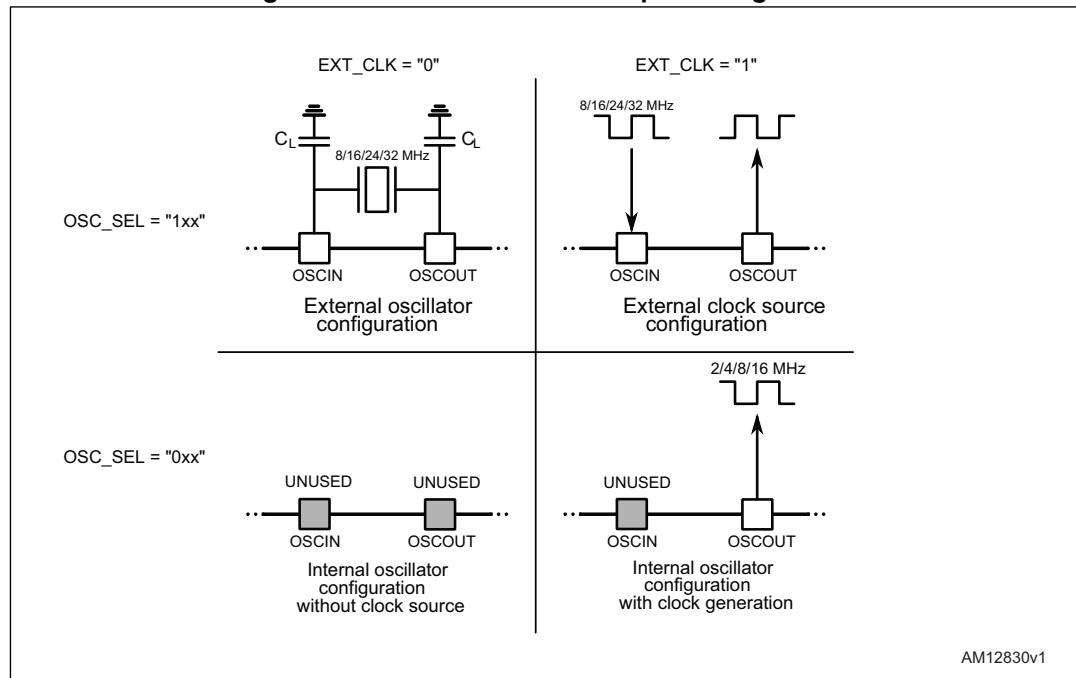 EXT_CLK = "0"
EXT_CLK = "1"
8/16/24/32 MHz
CL
CL
8/16/24/32 MHz
OSC_SEL = "1xx"
OSCIN
OSCOUT
OSCIN
OSCOUT
External oscillator
configuration
External clock source
configuration
2/4/8/16 MHz
OSC_SEL = "0xx"
UNUSED
UNUSED
UNUSED
OSCIN
OSCOUT
OSCIN
OSCOUT
Internal oscillator
configuration
without clock source
Internal oscillator
configuration
with clock generation
AM12830v1